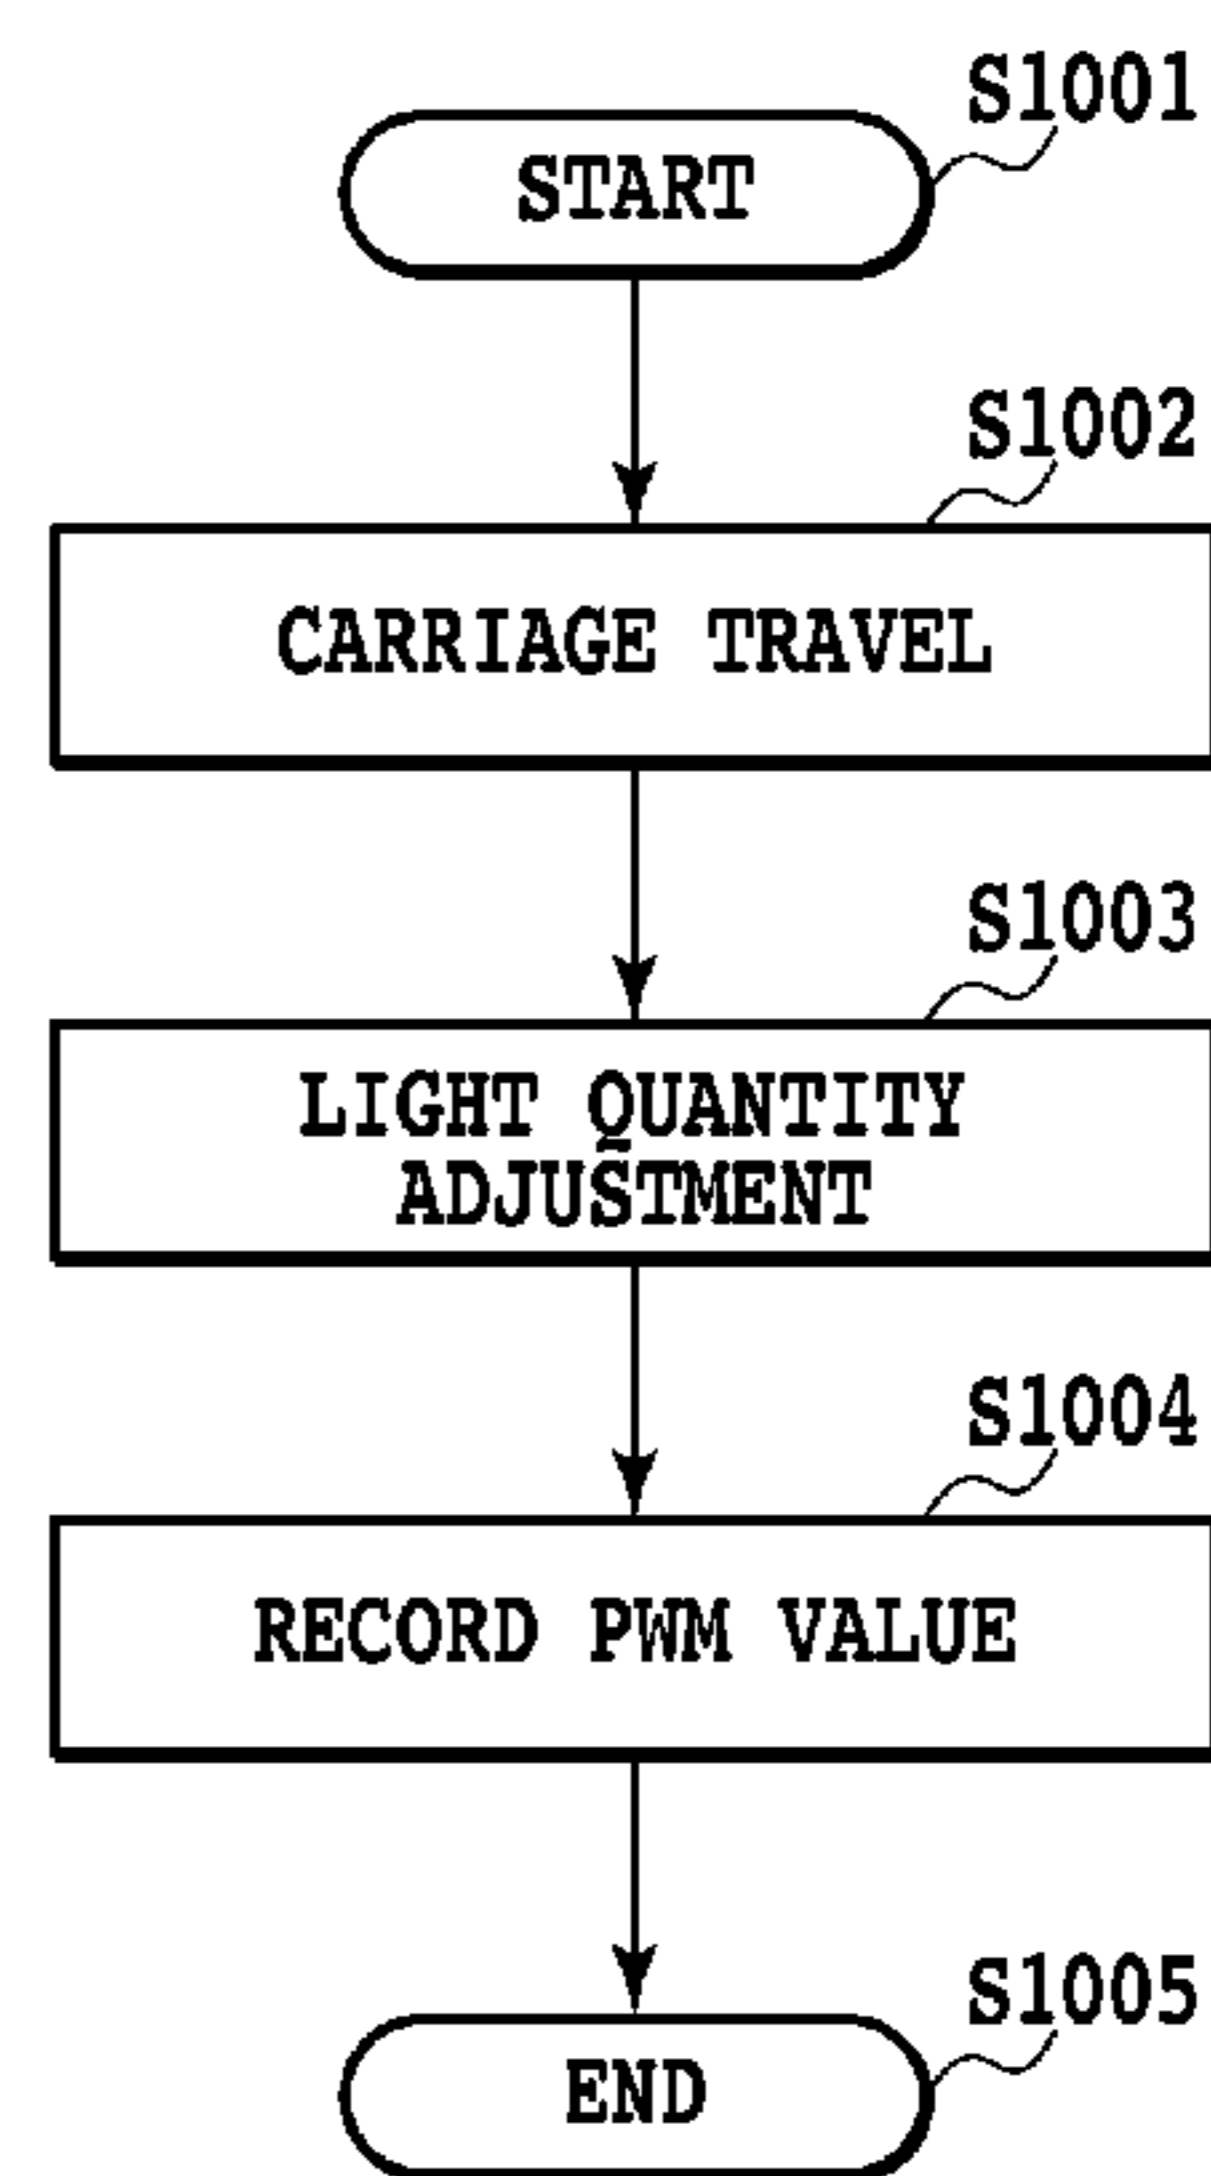 S1001
START
S1002
CARRIAGE TRAVEL
S1003
LIGHT QUANTITY
ADJUSTMENT
S1004
RECORD PWM VALUE
S1005
END